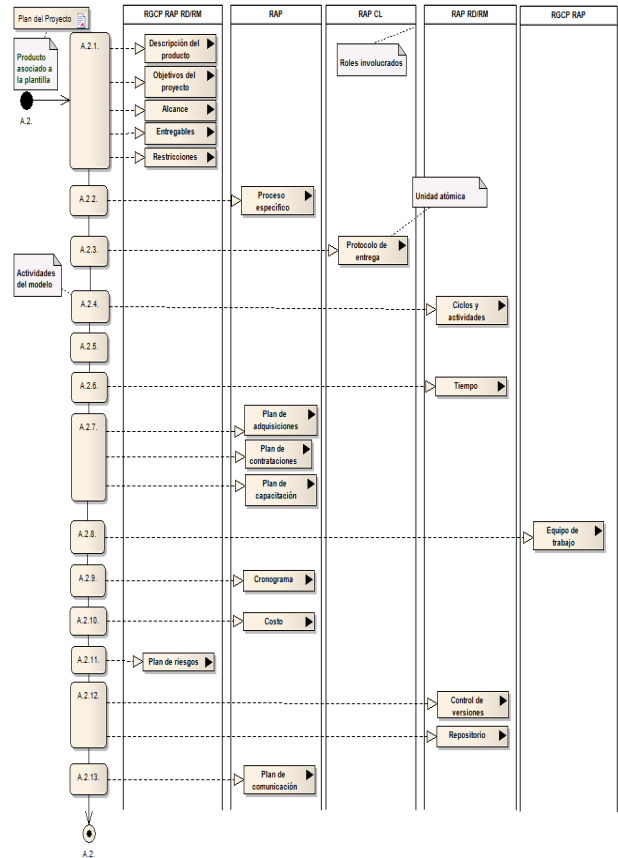 Plan del Proyecto
RGCP RAP RD/RM
RAP
RAP CL
RAP RD/RM
RGCP RAP
Producto
asociado a
la plantilla
A.2.
A.2.1.
Descripción del
producto
Objetivos del
proyecto
Alcance
Entregables
Restricciones
Roles involucrados
A.2.2.
Proceso
especifico
Unidad atómica
A.2.3.
Protocolo de
entrega
Actividades
del modelo
A.2.4.
Ciclos y
actividades
A.2.5.
A.2.6.
Tiempo
A.2.7.
Plan de
adquisiciones
Plan de
contrataciones
Plan de
capacitación
A.2.8.
Equipo de
trabajo
A.2.9.
Cronograma
A.2.10.
Costo
A.2.11.
Plan de riesgos
A.2.12.
Control de
versiones
Repositorio
A.2.13.
Plan de
comunicación
A.2.